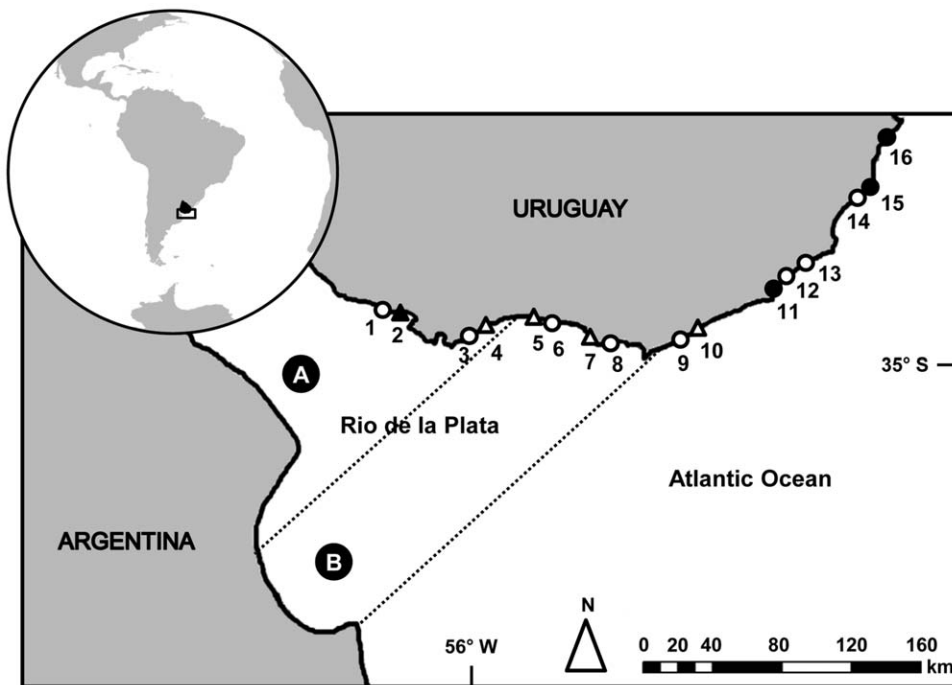 URUGUAY
16
15
14
13
12
11
1
2
3
4
5
6
7
8
9
10
35° S
A
Rio de la Plata
Atlantic Ocean
ARGENTINA
B
N
56° W
0 20 40 80 120 160
km